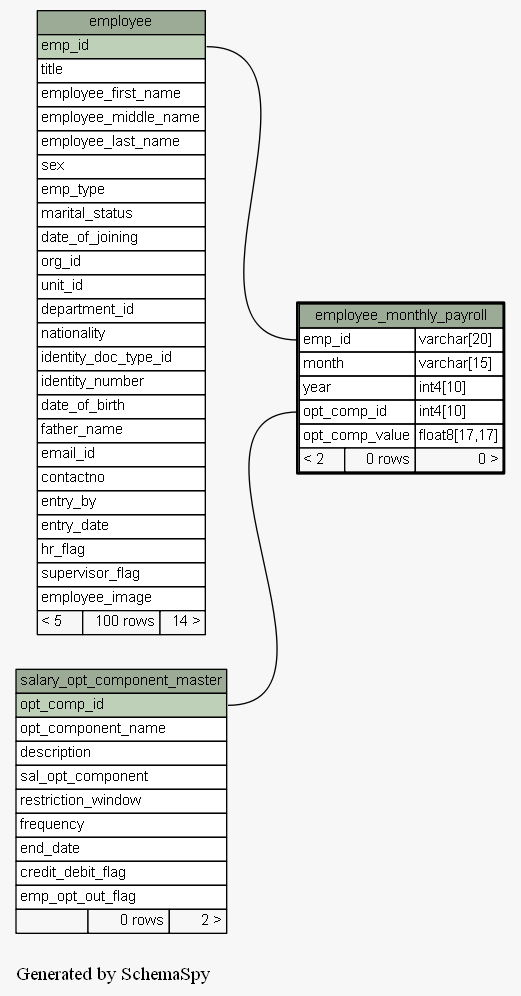 employee
emp_id
title
employee_first_name
employee_middle_name
employee_last_name
sex
emp_type
marital_status
date_of_joining
org_id
unit_id
department_id
nationality
identity_doc_type_id
identity_number
date_of_birth
father_name
email_id
contactno
entry_by
entry_date
hr_flag
supervisor_flag
employee_image
< 5 100 rows 14 >
employee_monthly_payroll
emp_id varchar[20]
month varchar[15]
year int4[10]
opt_comp_id int4[10]
opt_comp_value float8[17,17]
< 2 0 rows 0 >
salary_opt_component_master
opt_comp_id
opt_component_name
description
sal_opt_component
restriction_window
frequency
end_date
credit_debit_flag
emp_opt_out_flag
0 rows 2 >
Generated by SchemaSpy